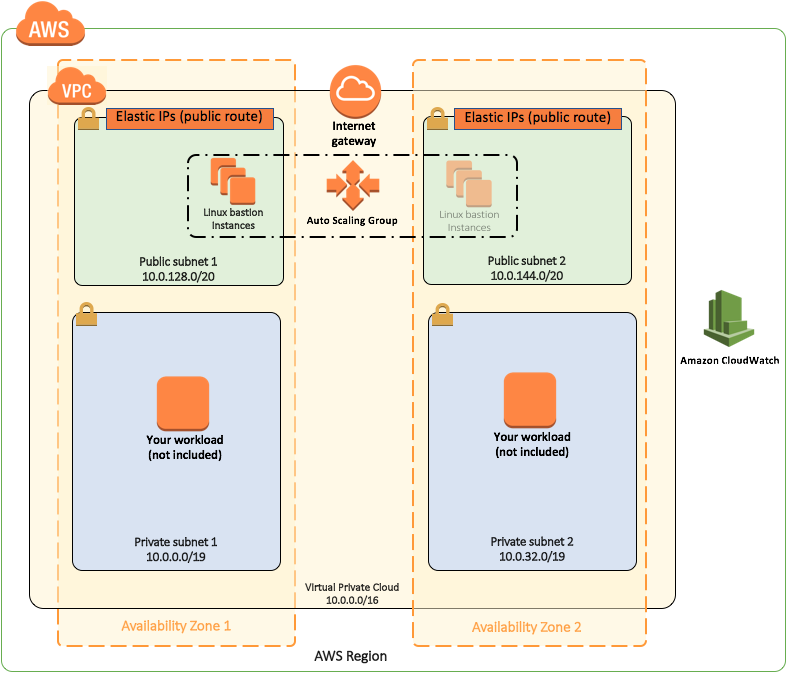 AWS
VPC
Elastic IPs (public route)
Internet
gateway
Elastic IPs (public route)
Linux bastion
Instances
Auto Scaling Group
Linux bastion
Instances
Public subnet 1
10.0.128.0/20
Public subnet 2
10.0.144.0/20
Amazon CloudWatch
Your workload
(not included)
Your workload
(not included)
Private subnet 1
10.0.0.0/19
Private subnet 2
10.0.32.0/19
Virtual Private Cloud
10.0.0.0/16
Availability Zone 1
Availability Zone 2
AWS Region